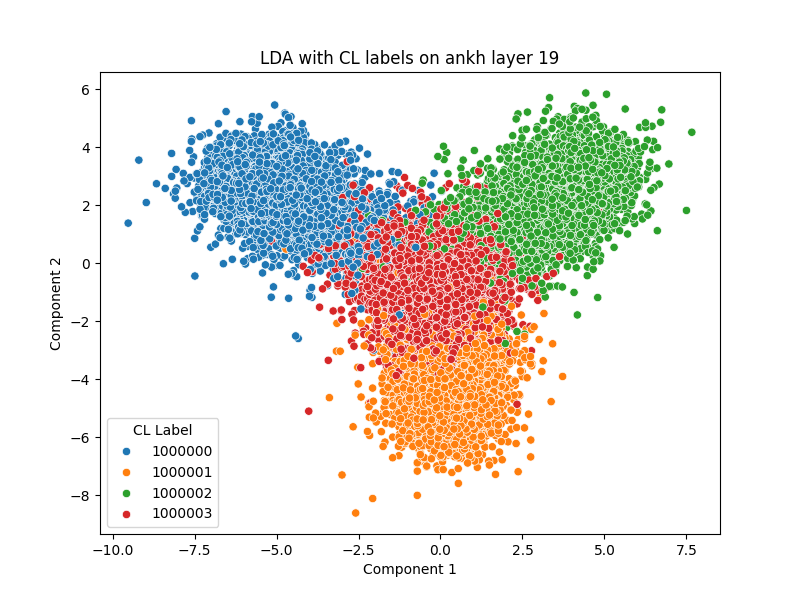 LDA with CL labels on ankh layer 19
6
4
2
0
−2
−4
−6
−8
Component 2
CL Label
1000000
1000001
1000002
1000003
−10.0 −7.5 −5.0 −2.5 0.0 2.5 5.0 7.5
Component 1